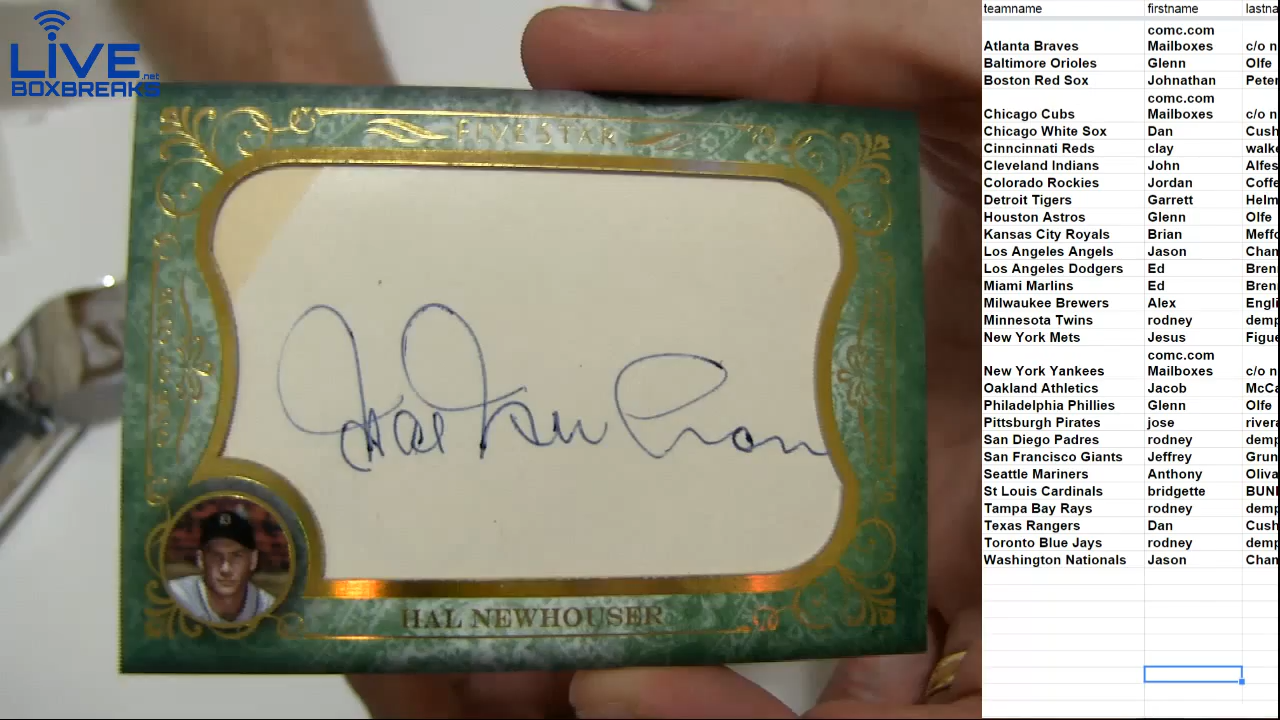 LIVE
.net
BOXBREAKS
FIVE STAR
Hal Newhouser
HAL NEWHOUSER
teamname firstname lastna
Atlanta Braves comc.com Mailboxes c/o n
Baltimore Orioles Glenn Olfe
Boston Red Sox Johnathan Peter
Chicago Cubs comc.com Mailboxes c/o n
Chicago White Sox Dan Cush
Cinncinnati Reds clay walke
Cleveland Indians John Alfes
Colorado Rockies Jordan Coffe
Detroit Tigers Garrett Helm
Houston Astros Glenn Olfe
Kansas City Royals Brian Meffo
Los Angeles Angels Jason Chan
Los Angeles Dodgers Ed Bren
Miami Marlins Ed Bren
Milwaukee Brewers Alex Engli
Minnesota Twins rodney demp
New York Mets Jesus Figue
New York Yankees comc.com Mailboxes c/o n
Oakland Athletics Jacob McCa
Philadelphia Phillies Glenn Olfe
Pittsburgh Pirates jose rivera
San Diego Padres rodney demp
San Francisco Giants Jeffrey Grun
Seattle Mariners Anthony Oliva
St Louis Cardinals bridgette BUNI
Tampa Bay Rays rodney demp
Texas Rangers Dan Cush
Toronto Blue Jays rodney demp
Washington Nationals Jason Chan